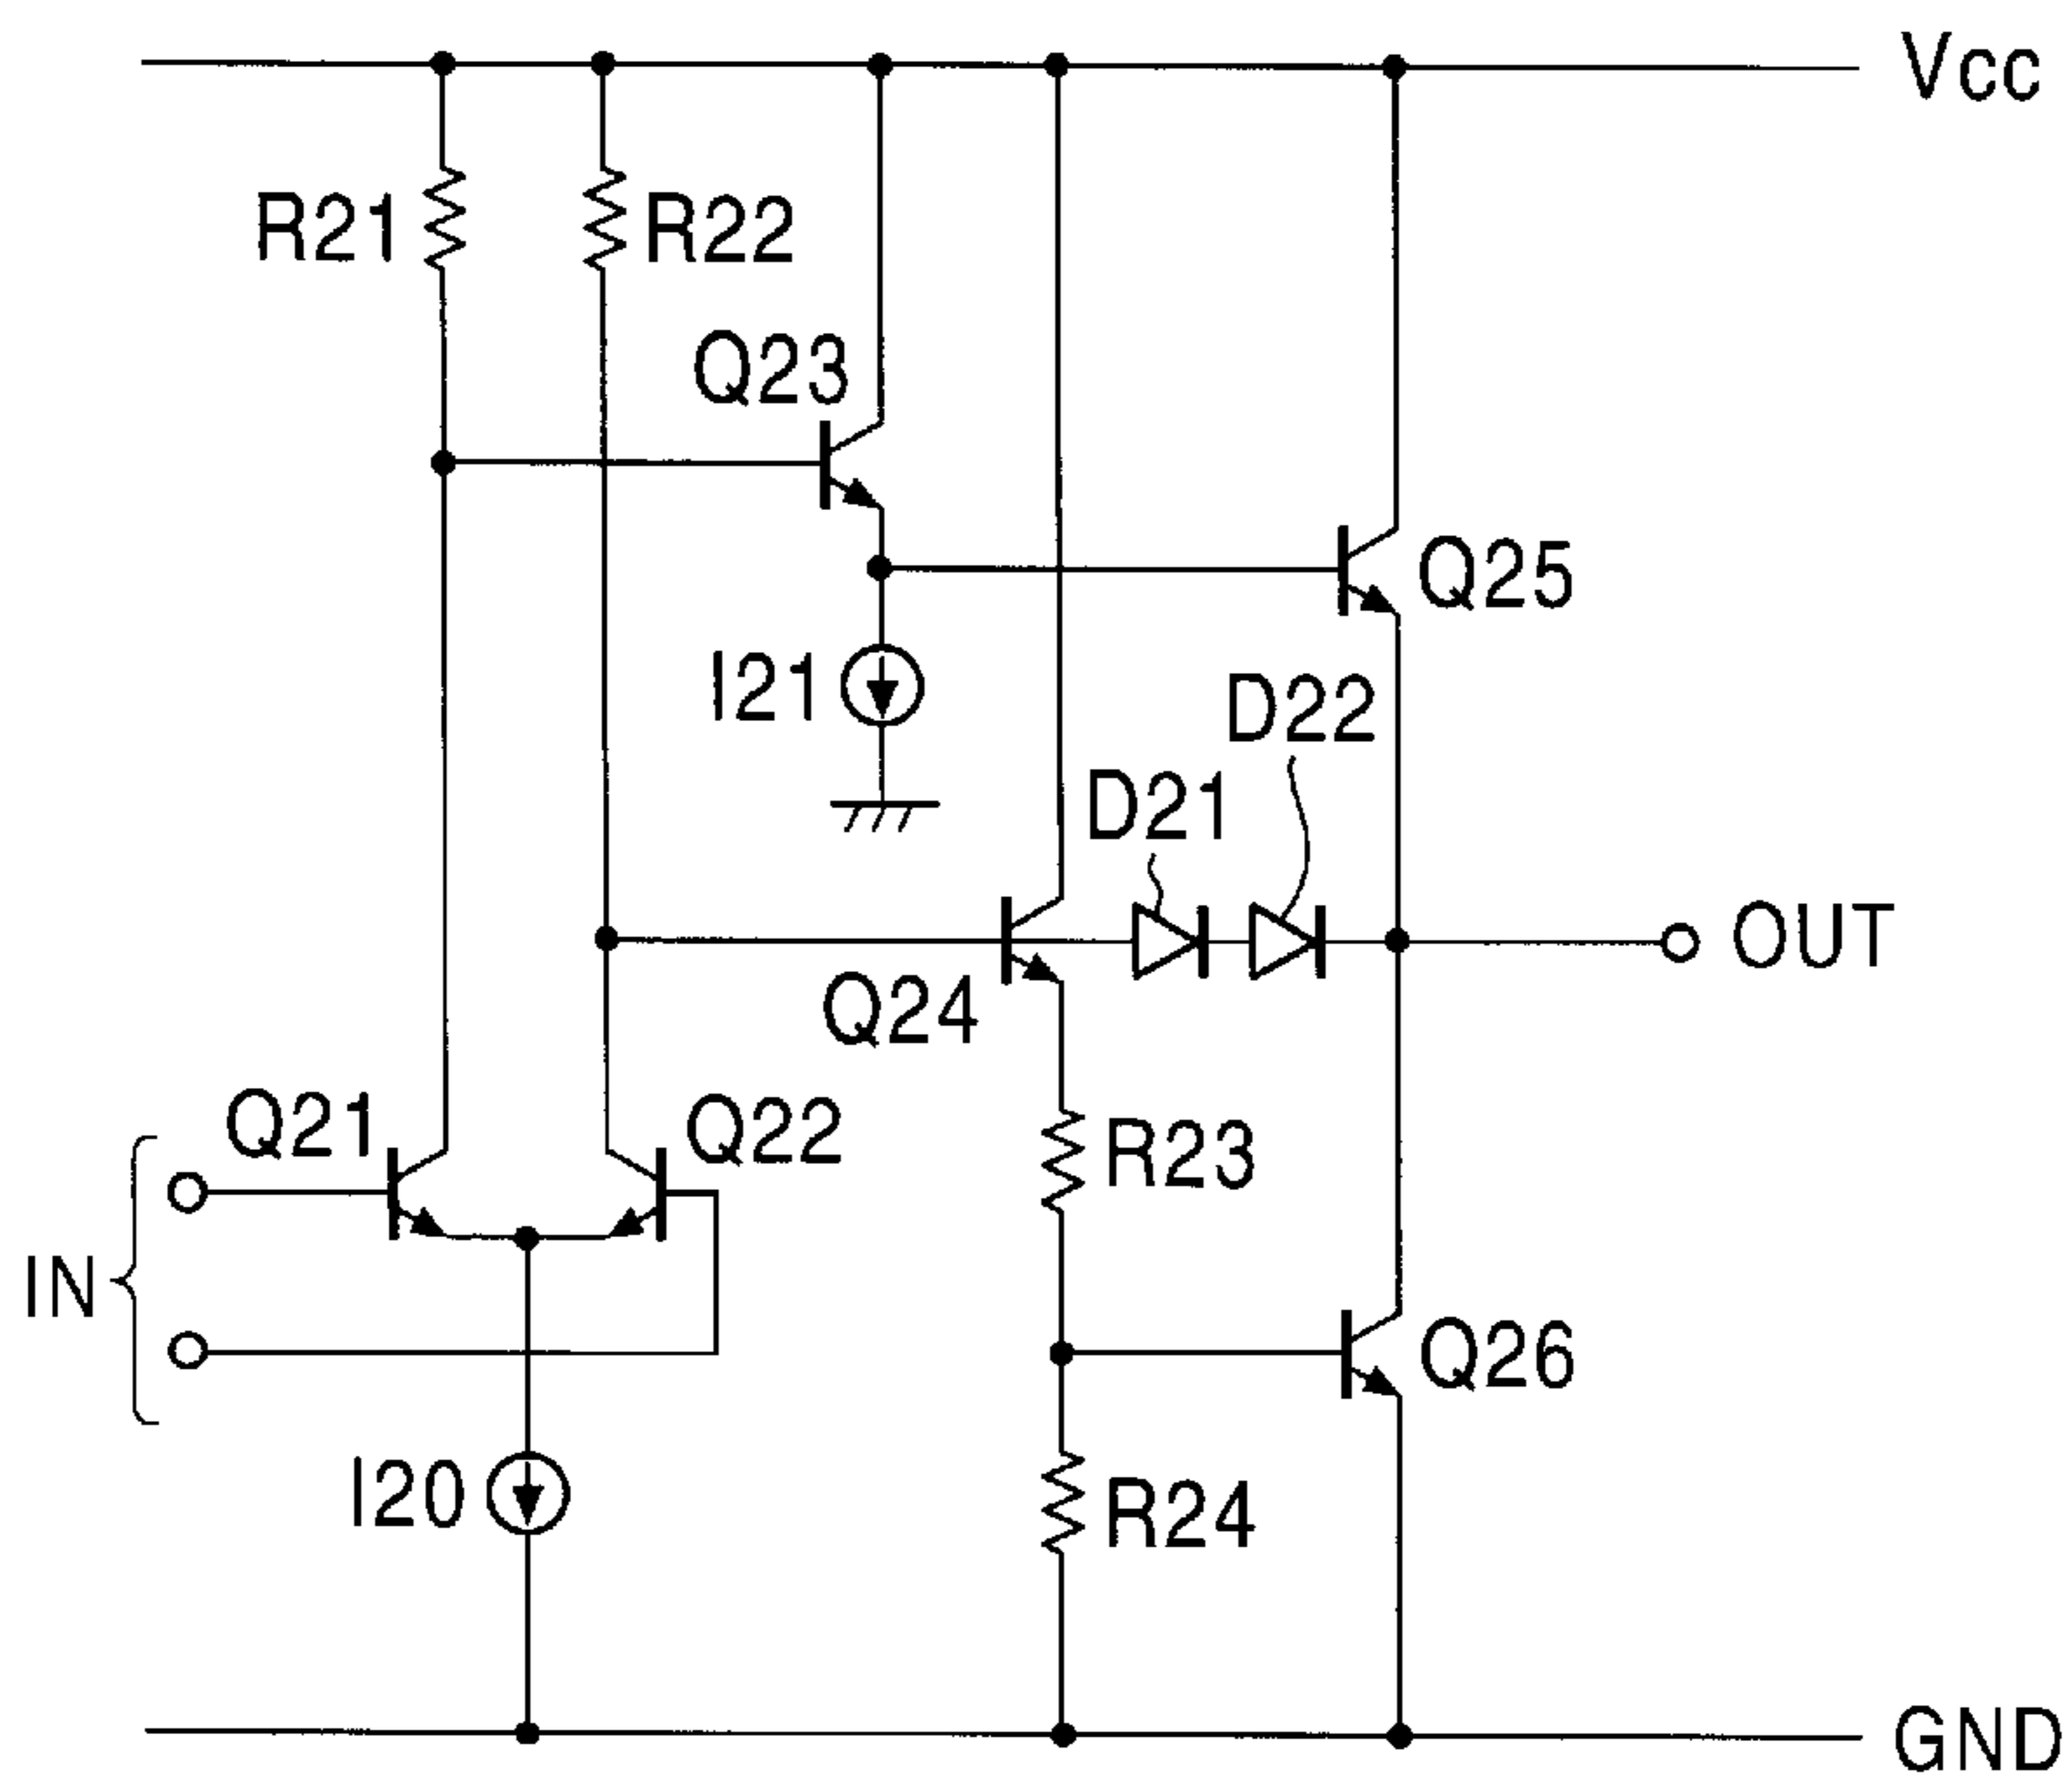 Vcc
R21
R22
Q23
Q25
I21
D22
D21
OUT
Q24
Q21
Q22
R23
IN
Q26
I20
R24
GND